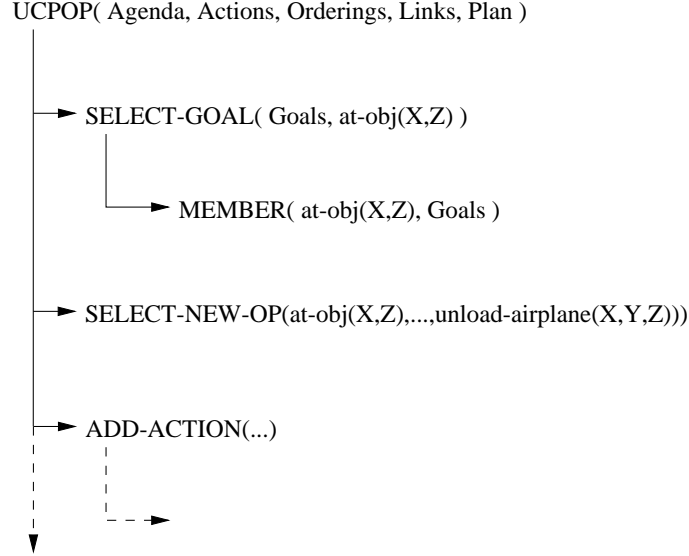 UCPOP( Agenda, Actions, Orderings, Links, Plan )
SELECT-GOAL( Goals, at-obj(X,Z) )
MEMBER( at-obj(X,Z), Goals )
SELECT-NEW-OP(at-obj(X,Z),...,unload-airplane(X,Y,Z)))
ADD-ACTION(...)